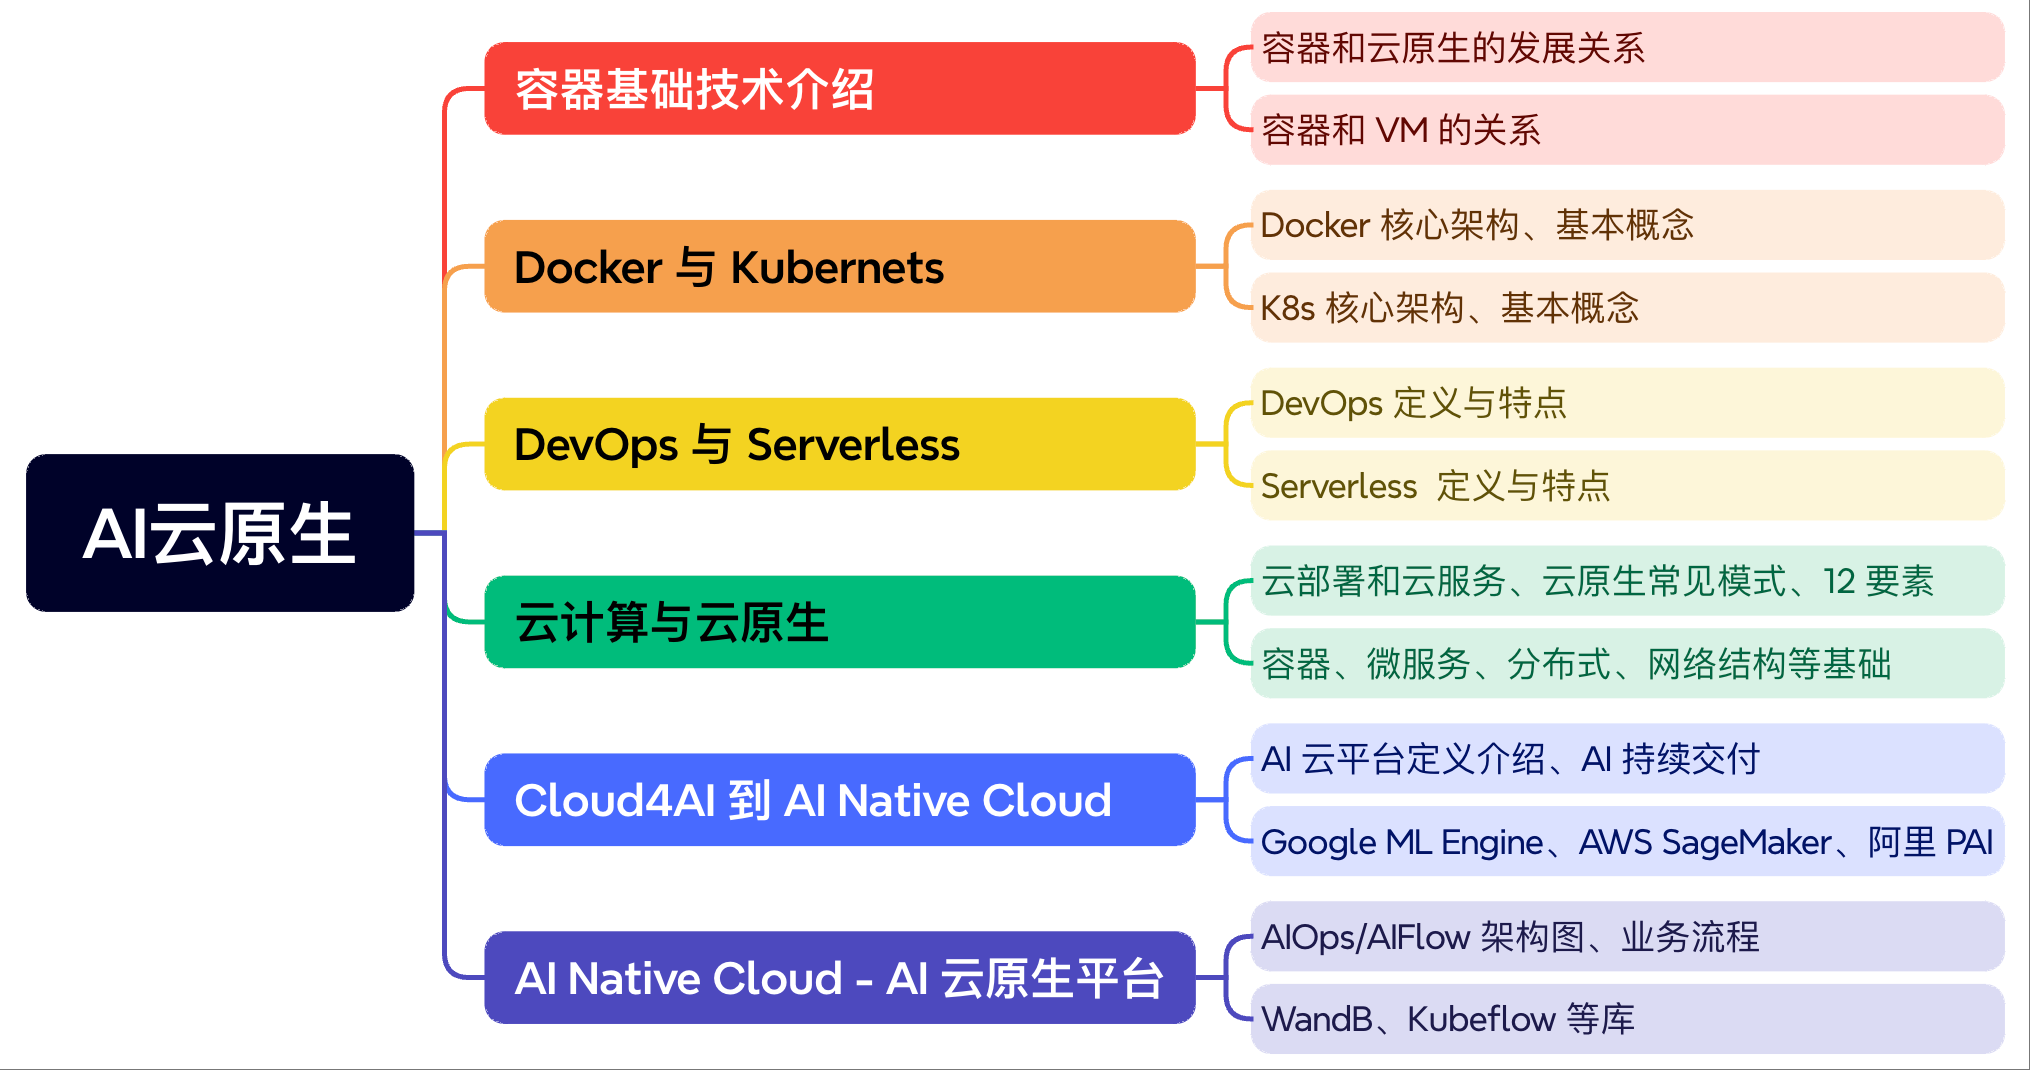 AI云原生
容器基础技术介绍
容器和云原生的发展关系
容器和 VM 的关系
Docker 与 Kubernets
Docker 核心架构、基本概念
K8s 核心架构、基本概念
DevOps 与 Serverless
DevOps 定义与特点
Serverless  定义与特点
云计算与云原生
云部署和云服务、云原生常见模式、12 要素
容器、微服务、分布式、网络结构等基础
Cloud4AI 到 AI Native Cloud
AI 云平台定义介绍、AI 持续交付
Google ML Engine、AWS SageMaker、阿里 PAI
AI Native Cloud - AI 云原生平台
AIOps/AIFlow 架构图、业务流程
WandB、Kubeflow 等库